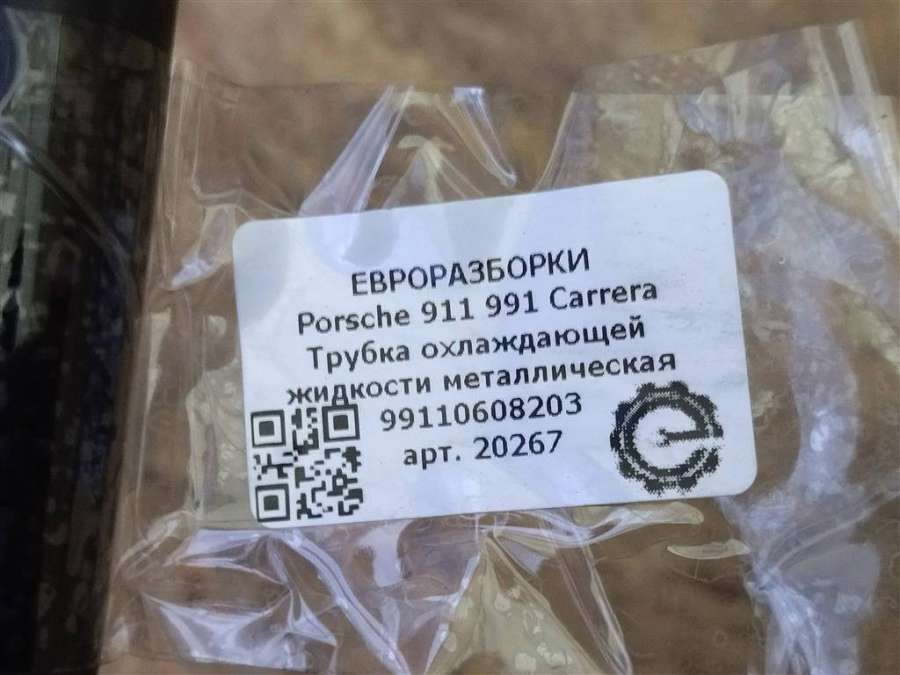 ЕВРОРАЗБОРКИ
Porsche 911 991 Carrera
Трубка охлаждающей
жидкости металлическая
99110608203
арт. 20267